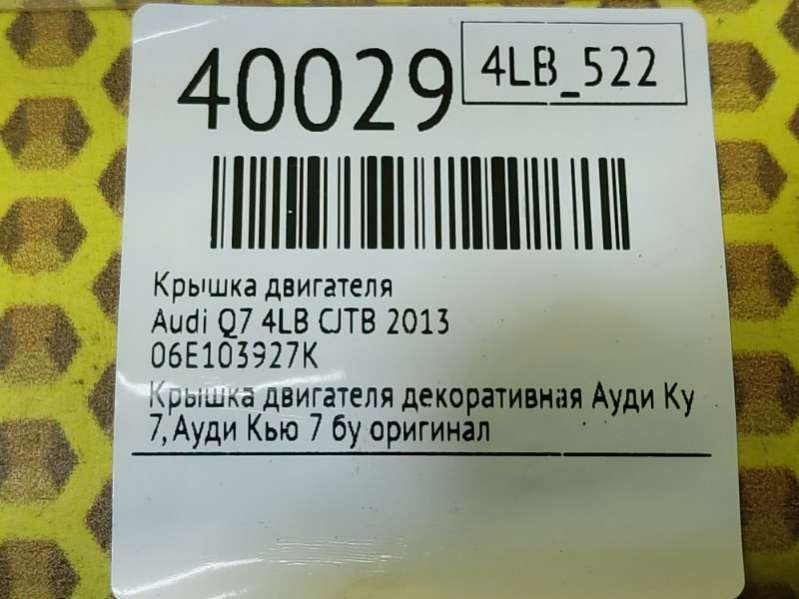 40029
4LB_522
Крышка двигателя
Audi Q7 4LB CJTB 2013
06E103927K
Крышка двигателя декоративная Ауди Ку
7,Ауди Кью 7 бу оригинал